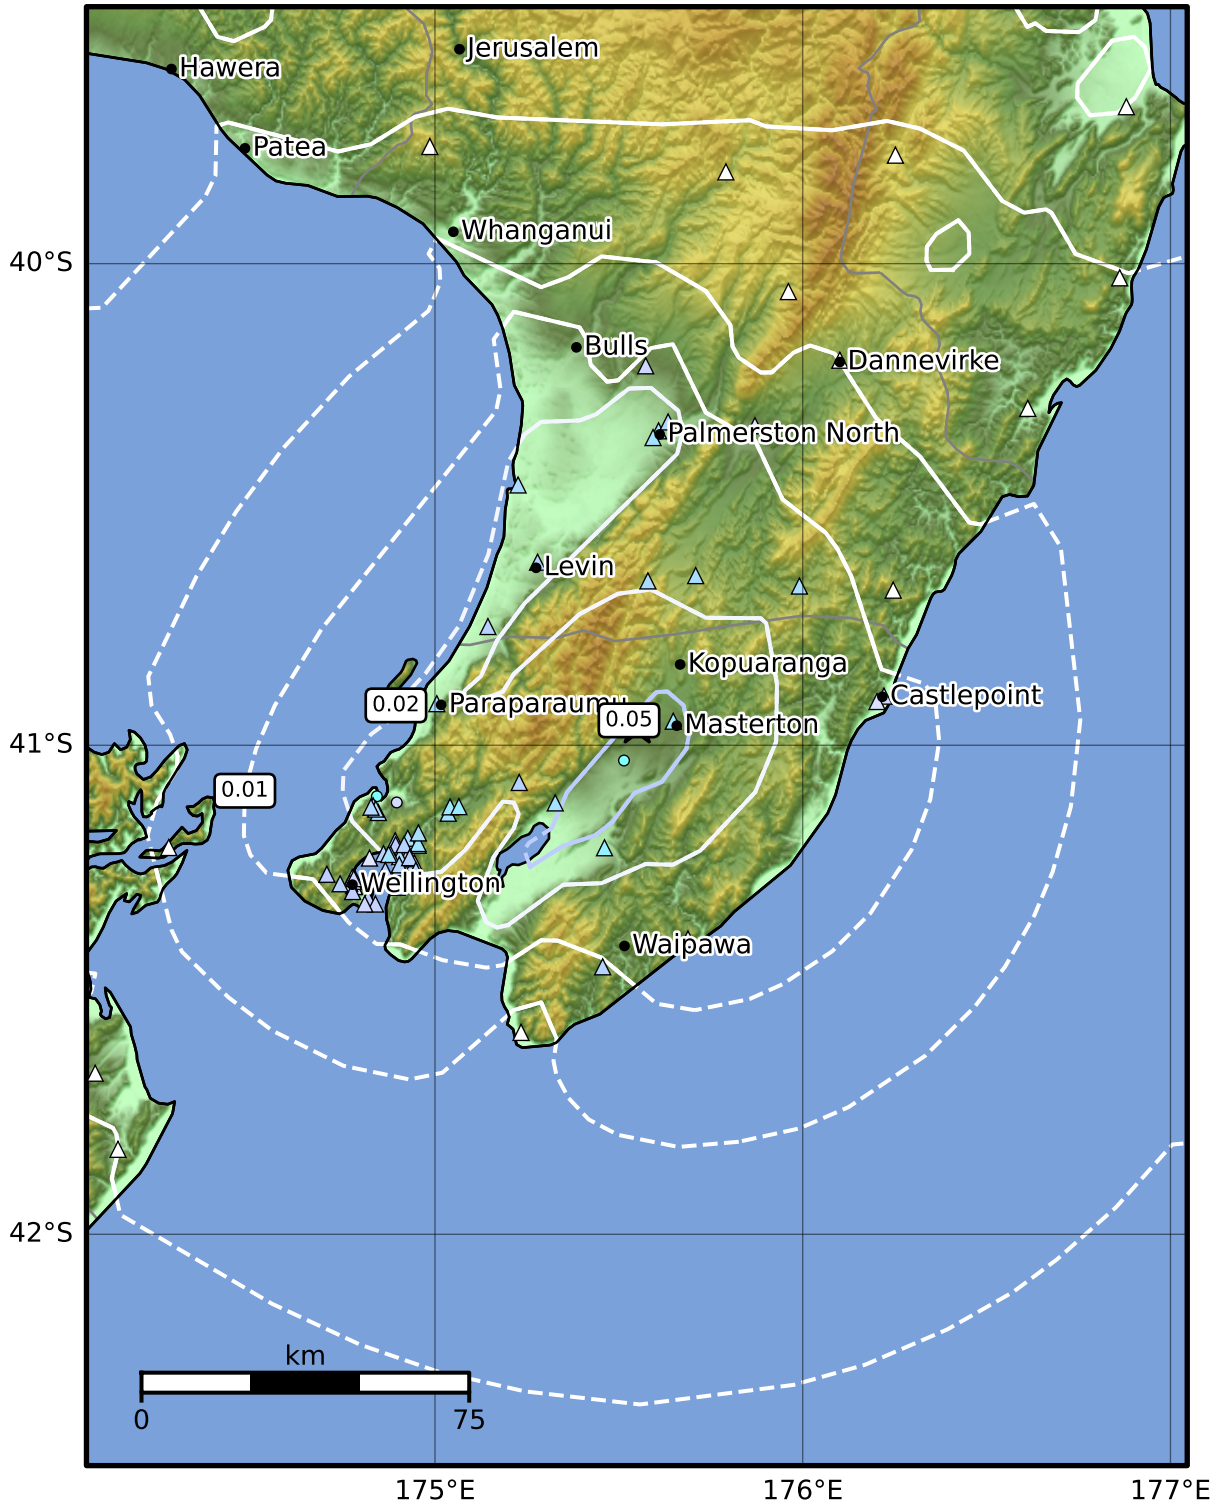 Jerusalem
Hawera
Patea
Whanganui
40°S
Bulls
Dannevirke
Palmerston North
Levin
Kopuaranga
Castlepoint
0.02
Paraparaumu
0.05
Masterton
41°S
0.01
Wellington
Waipawa
42°S
km
0
75
175°E
176°E
177°E